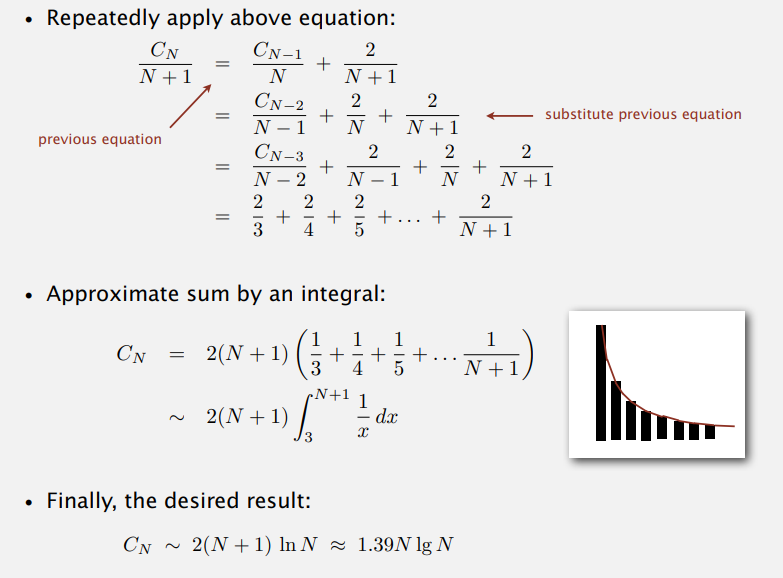 • Repeatedly apply above equation:
\frac{C_N}{N+1} = \frac{C_{N-1}}{N} + \frac{2}{N+1}
= \frac{C_{N-2}}{N-1} + \frac{2}{N} + \frac{2}{N+1}
substitute previous equation
previous equation
= \frac{C_{N-3}}{N-2} + \frac{2}{N-1} + \frac{2}{N} + \frac{2}{N+1}
= \frac{2}{3} + \frac{2}{4} + \frac{2}{5} + \ldots + \frac{2}{N+1}
• Approximate sum by an integral:
C_N = 2(N+1) \left( \frac{1}{3} + \frac{1}{4} + \frac{1}{5} + \ldots \frac{1}{N+1} \right)
\sim 2(N+1) \int_3^{N+1} \frac{1}{x} dx
• Finally, the desired result:
C_N \sim 2(N+1) \ln N \approx 1.39N \lg N